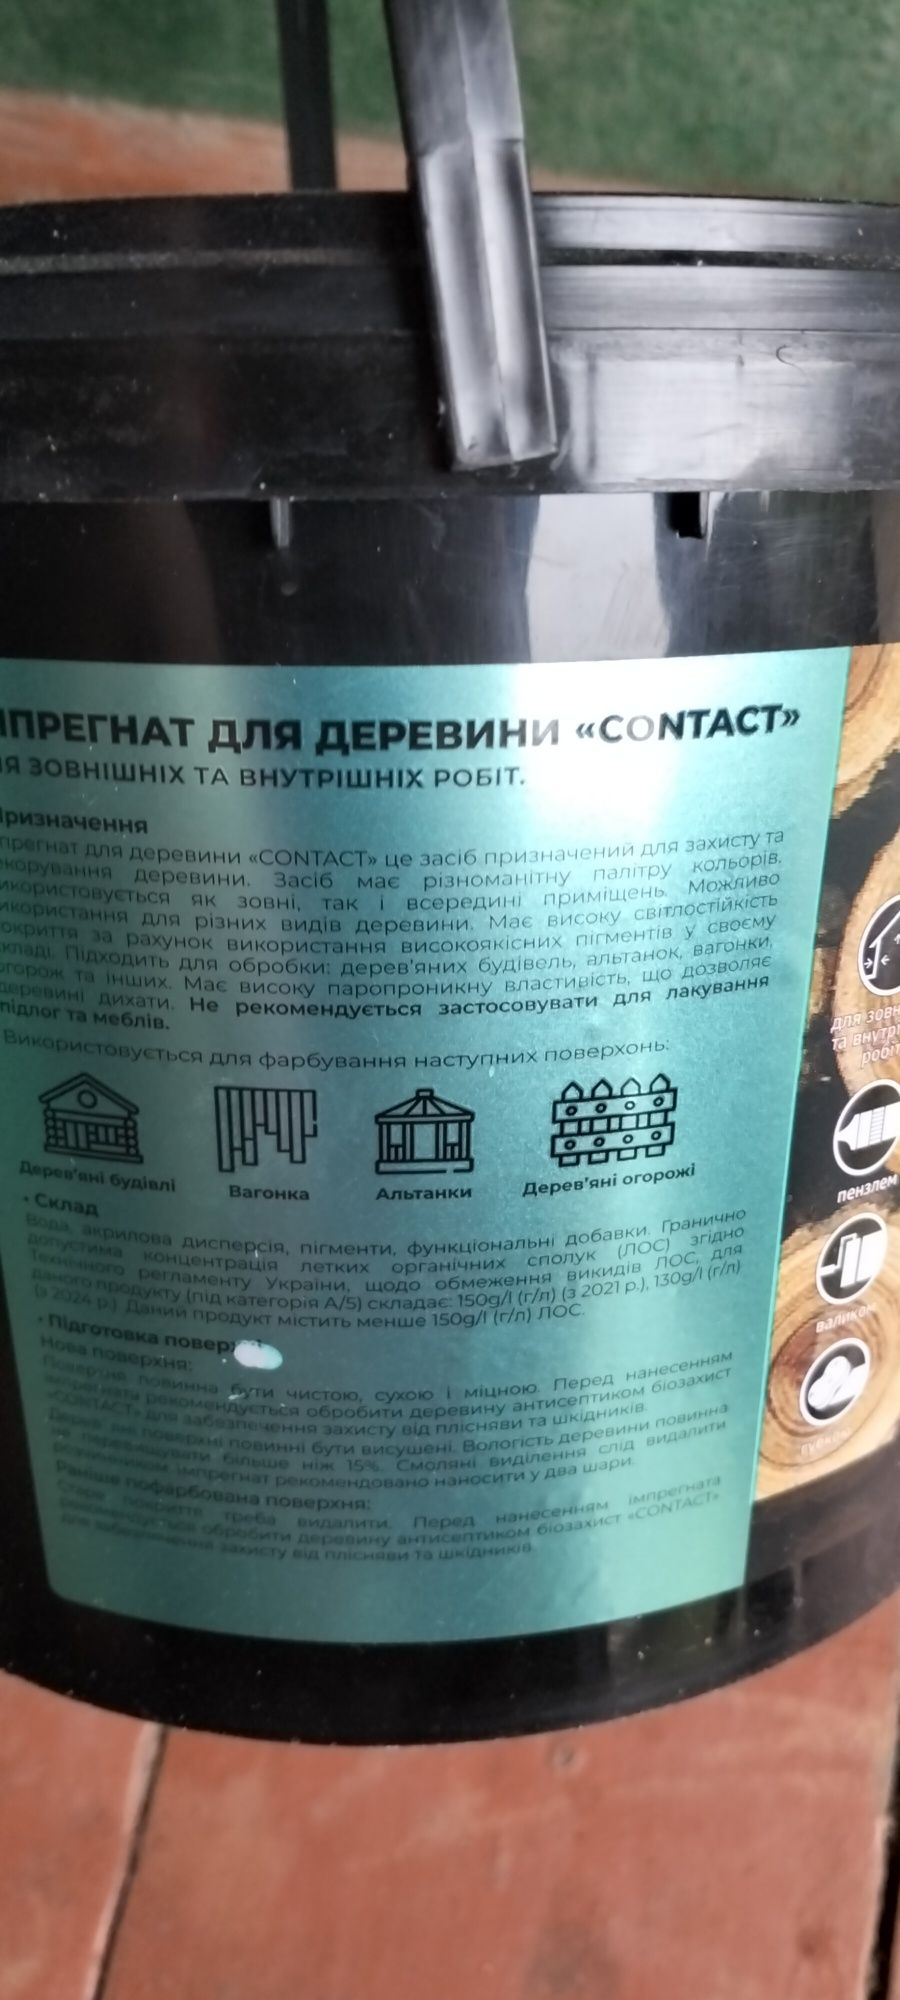 ІМПРЕГНАТ ДЛЯ ДЕРЕВИНИ «CONTACT»
ДЛЯ ЗОВНІШНІХ ТА ВНУТРІШНІХ РОБІТ.
Призначення
Імпрегнат для деревини «CONTACT» це засіб призначений для захисту та
декорування деревини. Засіб має різноманітну палітру кольорів.
Використовується як зовні, так і всередині приміщень. Можливо
використання для різних видів деревини. Має високу світлостійкість
покриття за рахунок використання високоякісних пігментів у своєму
складі. Підходить для обробки: дерев'яних будівель, альтанок, вагонки,
огорож та інших. Має високу паропроникну властивість, що дозволяє
деревині дихати. Не рекомендується застосовувати для лакування
підлог та меблів.
Використовується для фарбування наступних поверхонь:
Дерев'яні будівлі Вагонка Альтанки Дерев'яні огорожі
• Склад
Вода, акрилова дисперсія, пігменти, функціональні добавки. Гранично
допустима концентрація летких органічних сполук (ЛОС) згідно
Технічного регламенту України, щодо обмеження викидів ЛОС, для
даного продукту (під категорія А/5) складає: 150g/l (г/л) (з 2021 р.), 130g/l (г/л)
(з 2024 р.) Даний продукт містить менше 150g/l (г/л) ЛОС.
• Підготовка повер
Нова поверхня:
Поверхня повинна бути чистою, сухою і міцною. Перед нанесенням
імпрегнату рекомендується обробити деревину антисептиком біозахист
«CONTACT» для забезпечення захисту від плісняви та шкідників.
Дерев'яні поверхні повинні бути висушені. Вологість деревини повинна
не перевищувати більше ніж 15%. Смоляні виділення слід видалити
розчинником імпрегнат рекомендовано наносити у два шари.
Раніше пофарбована поверхня:
Старе покриття треба видалити. Перед нанесенням імпрегната
рекомендується обробити деревину антисептиком біозахист «CONTACT»
для забезпечення захисту від плісняви та шкідників.
для зовн
та внутр
робіт
пензлем
валиком
губкою